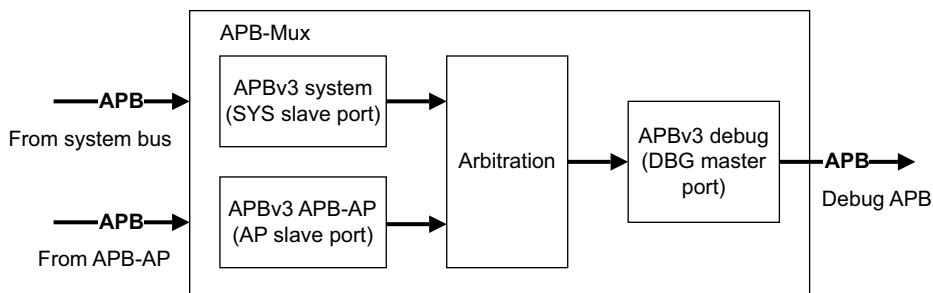 APB-Mux
APBv3 system
(SYS slave port)
APB
From system bus
APBv3 APB-AP
(AP slave port)
APB
From APB-AP
Arbitration
APBv3 debug
(DBG master
port)
APB
Debug APB